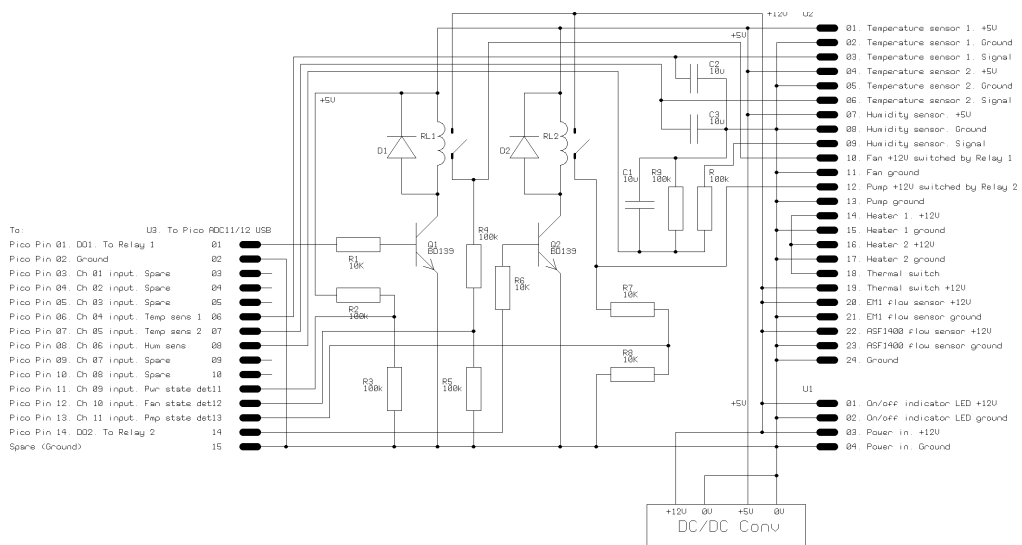 +12V U2
+5V
01. Temperature sensor 1. +5V
02. Temperature sensor 1. Ground
03. Temperature sensor 1. Signal
04. Temperature sensor 2. +5V
05. Temperature sensor 2. Ground
06. Temperature sensor 2. Signal
07. Humidity sensor. +5V
08. Humidity sensor. Ground
09. Humidity sensor. Signal
10. Fan +12V switched by Relay 1
11. Fan ground
12. Pump +12V switched by Relay 2
13. Pump ground
14. Heater 1. +12V
15. Heater 1 ground
16. Heater 2 +12V
17. Heater 2 ground
18. Thermal switch
19. Thermal switch +12V
20. EM1 flow sensor +12V
21. EM1 flow sensor ground
22. ASF1400 flow sensor +12V
23. ASF1400 flow sensor ground
24. Ground
C2
10u
C3
10u
+5V
D1
RL1
D2
RL2
C1
10u
R9
100k
R
100k
To: U3. To Pico ADC11/12 USB
Pico Pin 01. DO1. To Relay 1 01
Pico Pin 02. Ground 02
Pico Pin 03. Ch 01 input. Spare 03
Pico Pin 04. Ch 02 input. Spare 04
Pico Pin 05. Ch 03 input. Spare 05
Pico Pin 06. Ch 04 input. Temp sens 1 06
Pico Pin 07. Ch 05 input. Temp sens 2 07
Pico Pin 08. Ch 06 input. Hum sens 08
Pico Pin 09. Ch 07 input. Spare 09
Pico Pin 10. Ch 08 input. Spare 10
Pico Pin 11. Ch 09 input. Pwr state det11
Pico Pin 12. Ch 10 input. Fan state det12
Pico Pin 13. Ch 11 input. Pmp state det13
Pico Pin 14. DO2. To Relay 2 14
Spare (Ground) 15
R1
10K
Q1
BD139
R4
100k
Q2
BD139
R6
10K
R2
100k
R7
10K
R8
10K
R3
100k
R5
100k
U1
+5V
01. On/off indicator LED +12V
02. On/off indicator LED ground
03. Power in. +12V
04. Power in. Ground
+12V 0V +5V 0V
DC/DC Conv